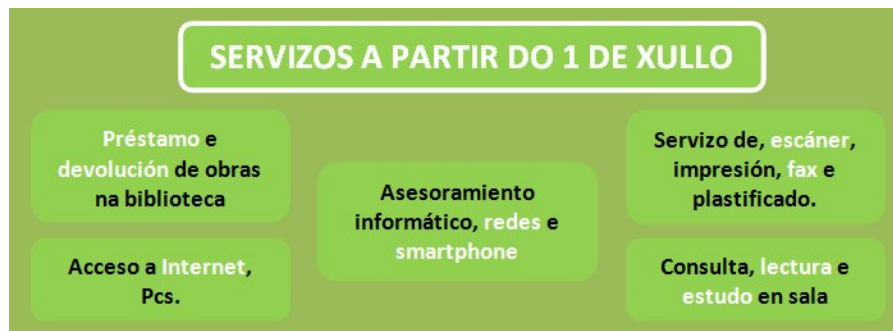 SERVIZOS A PARTIR DO 1 DE XULLO
Préstamo e
devolución de obras
na biblioteca
Acceso a Internet,
Pcs.
Asesoramiento
informático, redes e
smartphone
Servizo de, escáner,
impresión, fax e
plastificado.
Consulta, lectura e
estudo en sala